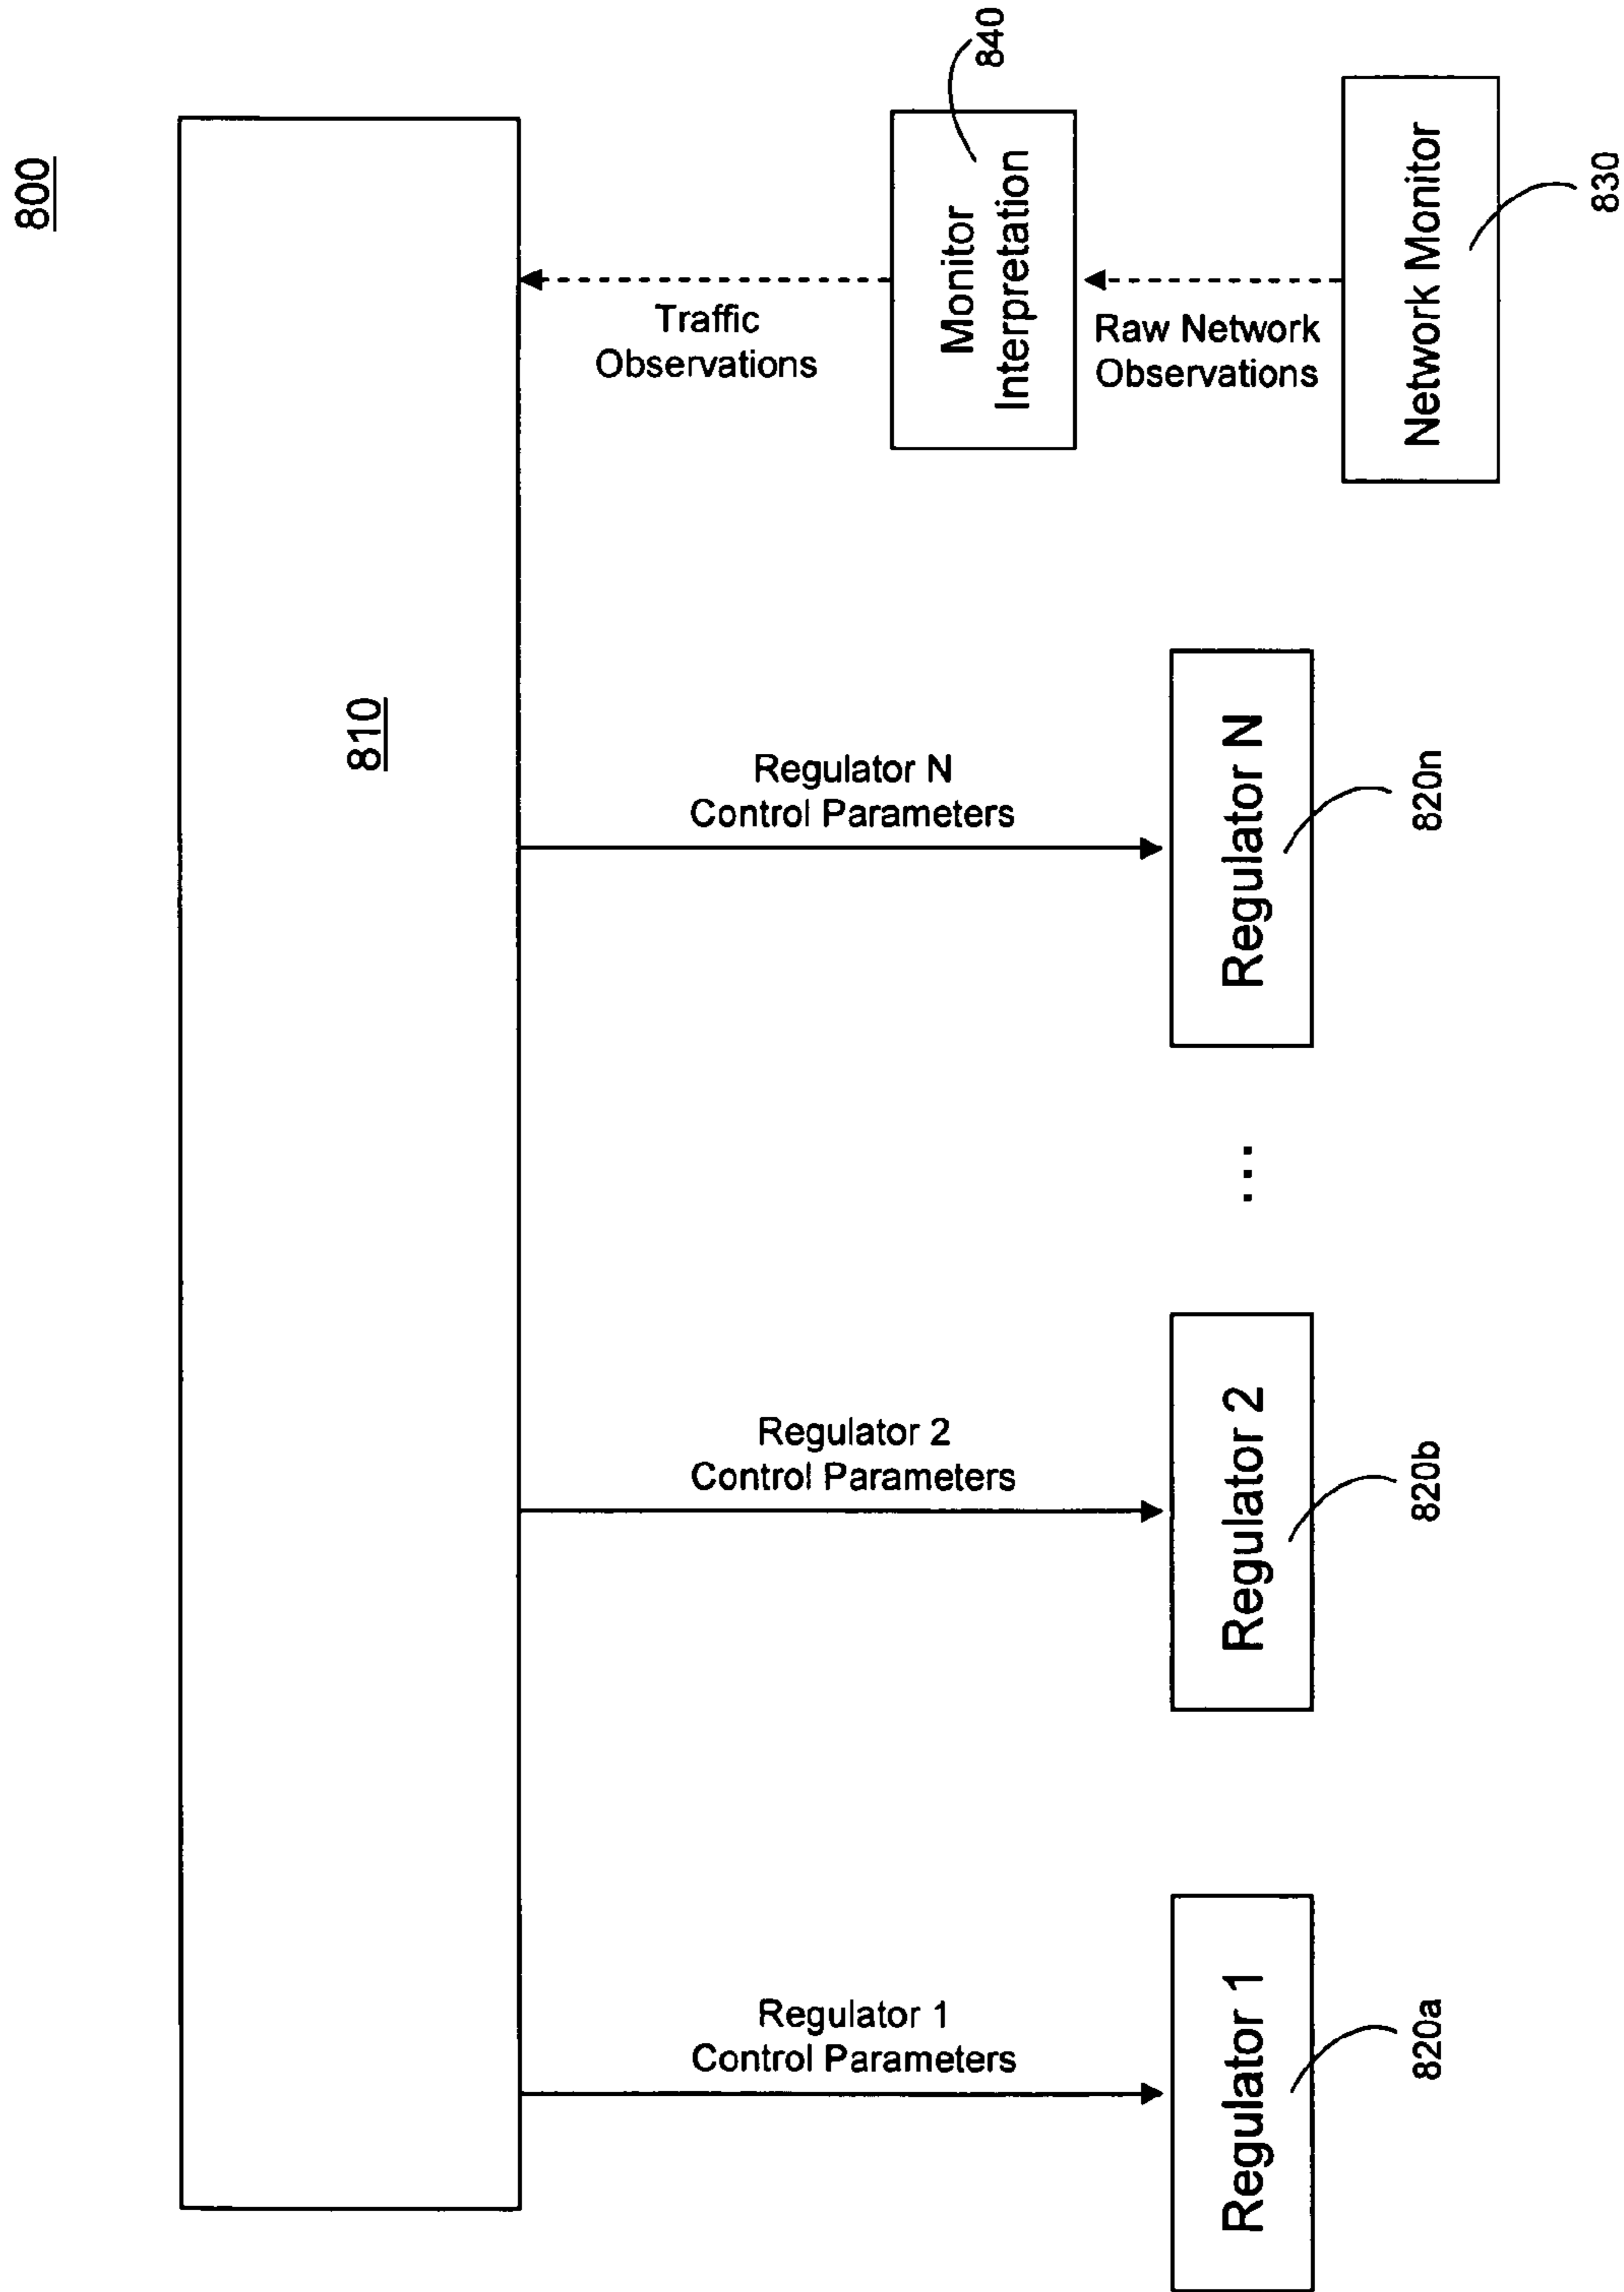 800
810
Regulator 1
Control Parameters
Regulator 2
Control Parameters
Regulator N
Control Parameters
Traffic
Observations
Monitor
Interpretation
840
Raw Network
Observations
Regulator 1
820a
Regulator 2
820b
...
Regulator N
820n
Network Monitor
830